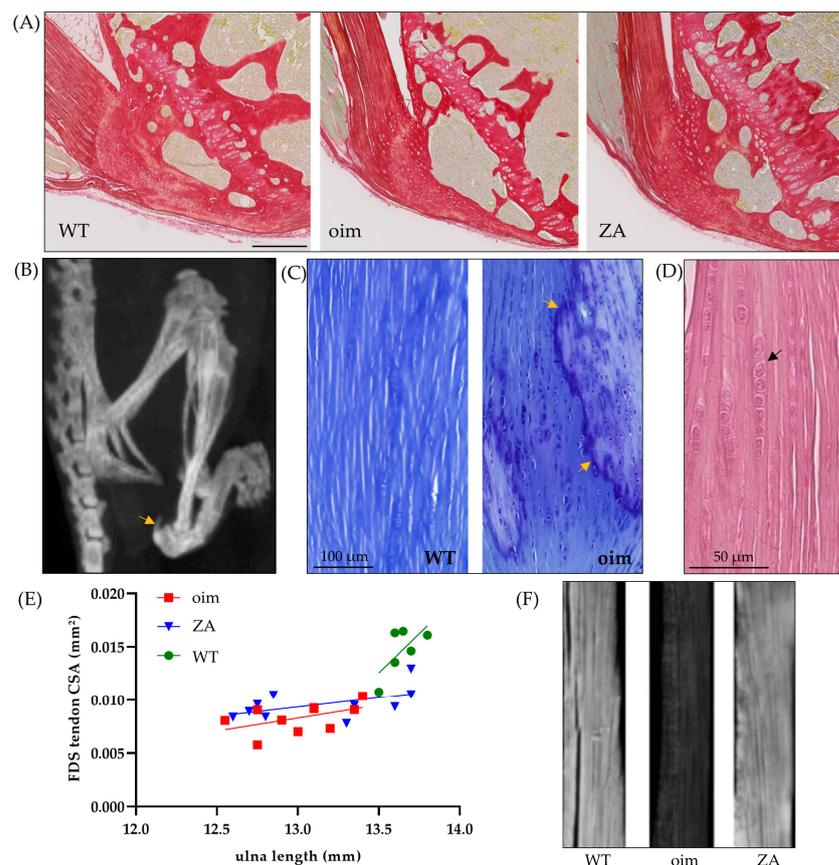 (A)
WT
oim
ZA
(B)
(C)
(D)
100 µm
WT
oim
50 µm
(E)
(F)
0.020
0.015
0.010
0.005
0.000
FDS tendon CSA (mm²)
oim
ZA
WT
12.0 12.5 13.0 13.5 14.0
ulna length (mm)
WT oim ZA